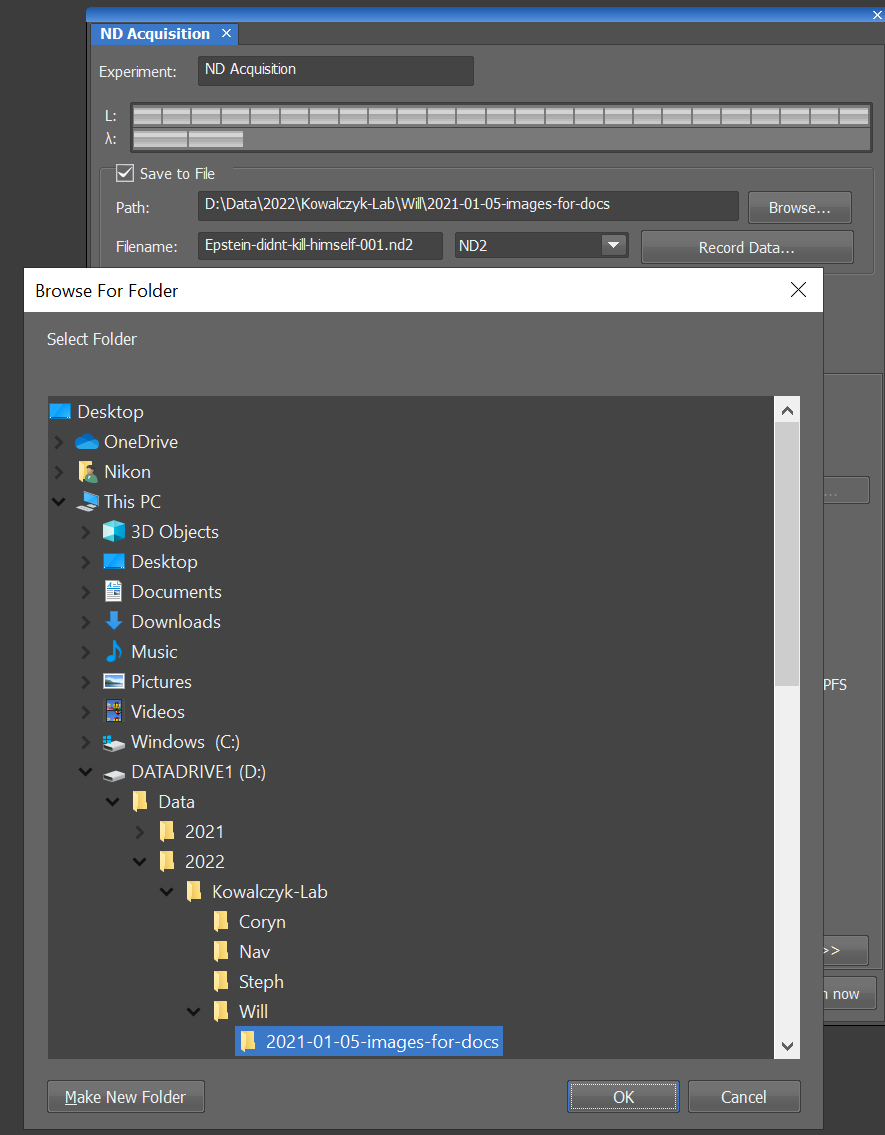 ND Acquisition
Experiment: ND Acquisition
L:
λ:
Save to File
Path: D:\Data\2022\Kowalczyk-Lab\Will\2021-01-05-images-for-docs Browse...
Filename: Epstein-didnt-kill-himself-001.nd2 ND2 Record Data...
Browse For Folder
Select Folder
Desktop
OneDrive
Nikon
This PC
...
3D Objects
Desktop
Documents
Downloads
Music
Pictures
PFS
Videos
Windows (C:)
DATADRIVE1 (D:)
Data
2021
2022
Kowalczyk-Lab
Coryn
Nav
>>
Steph
Will
now
2021-01-05-images-for-docs
Make New Folder OK Cancel